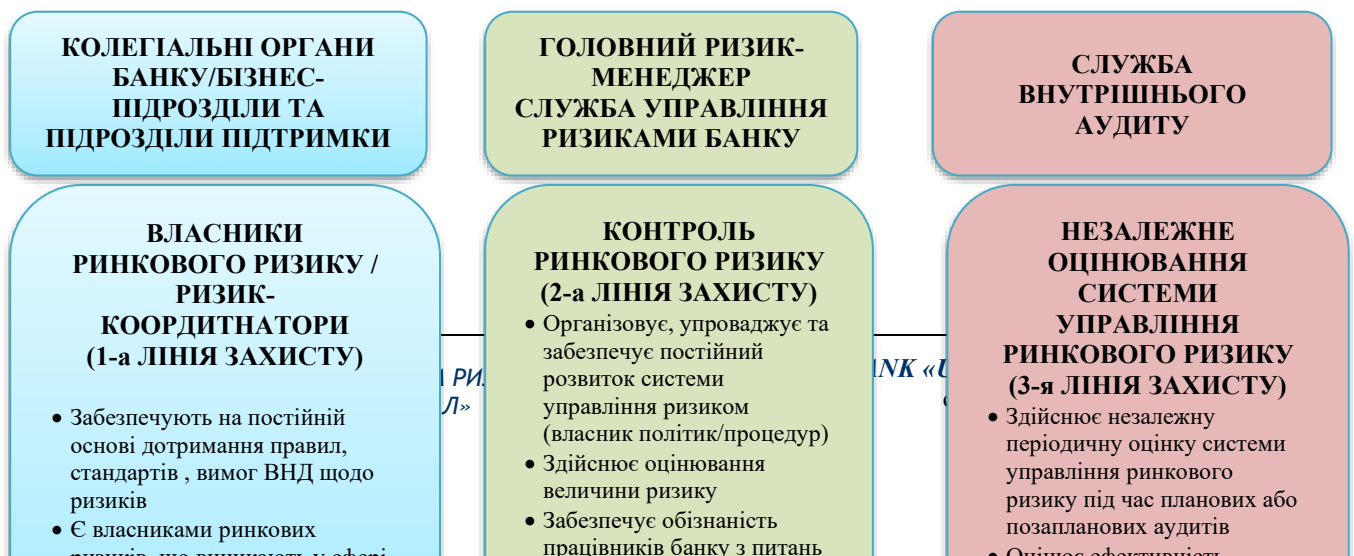 КОЛЕГІАЛЬНІ ОРГАНИ
БАНКУ/БІЗНЕС-
ПІДРОЗДІЛИ ТА
ПІДРОЗДІЛИ ПІДТРИМКИ
ГОЛОВНИЙ РИЗИК-
МЕНЕДЖЕР
СЛУЖБА УПРАВЛІННЯ
РИЗИКАМИ БАНКУ
СЛУЖБА
ВНУТРІШНЬОГО
АУДИТУ
ВЛАСНИКИ
РИНКОВОГО РИЗИКУ /
РИЗИК-
КООРДИТНАТОРИ
(1-а ЛІНІЯ ЗАХИСТУ)
• Забезпечують на постійній
основі дотримання правил,
стандартів , вимог ВНД щодо
ризиків
• Є власниками ринкових
КОНТРОЛЬ
РИНКОВОГО РИЗИКУ
(2-а ЛІНІЯ ЗАХИСТУ)
• Організовує, упроваджує та
забезпечує постійний
розвиток системи
управління ризиком
(власник політик/процедур)
• Здійснює оцінювання
величини ризику
• Забезпечує обізнаність
працівників банку з питань
НЕЗАЛЕЖНЕ
ОЦІНЮВАННЯ
СИСТЕМИ
УПРАВЛІННЯ
РИНКОВОГО РИЗИКУ
(3-я ЛІНІЯ ЗАХИСТУ)
• Здійснює незалежну
періодичну оцінку системи
управління ринкового
ризику під час планових або
позапланових аудитів
• Оцінює ефективність